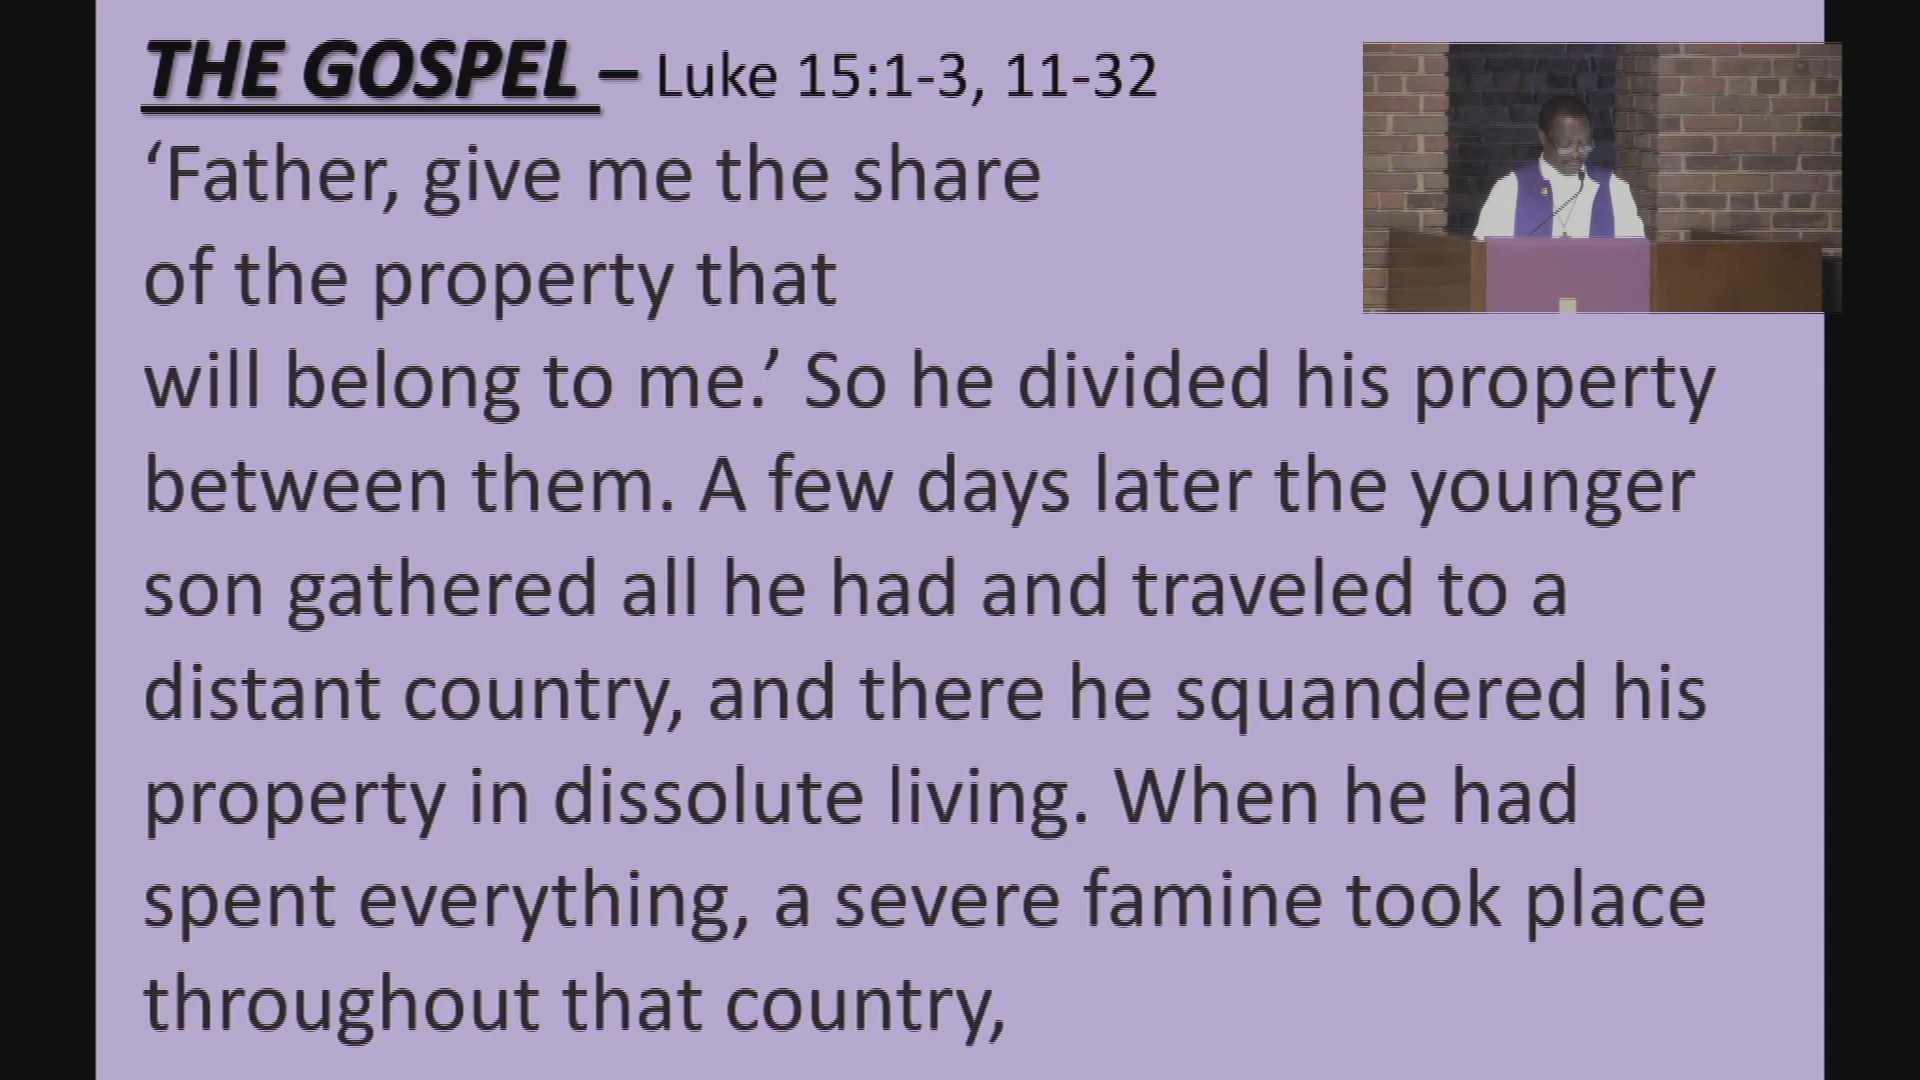 THE GOSPEL – Luke 15:1-3, 11-32
‘Father, give me the share
of the property that
will belong to me.’ So he divided his property
between them. A few days later the younger
son gathered all he had and traveled to a
distant country, and there he squandered his
property in dissolute living. When he had
spent everything, a severe famine took place
throughout that country,